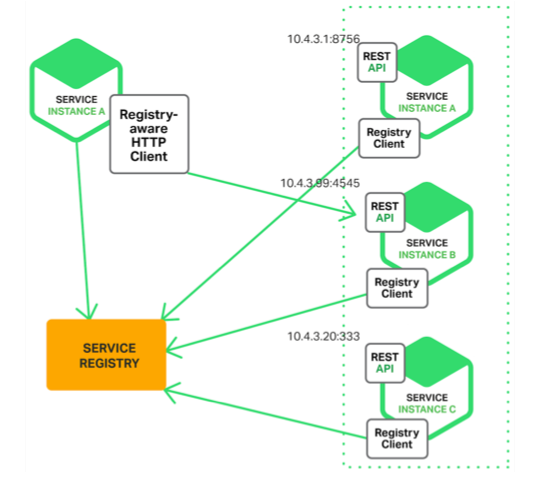 SERVICE
INSTANCE A
Registry-
aware
HTTP
Client
SERVICE
REGISTRY
10.4.3.1:8756
REST
API
SERVICE
INSTANCE A
Registry
Client
10.4.3.99:4545
REST
API
SERVICE
INSTANCE B
Registry
Client
10.4.3.20:333
REST
API
SERVICE
INSTANCE C
Registry
Client